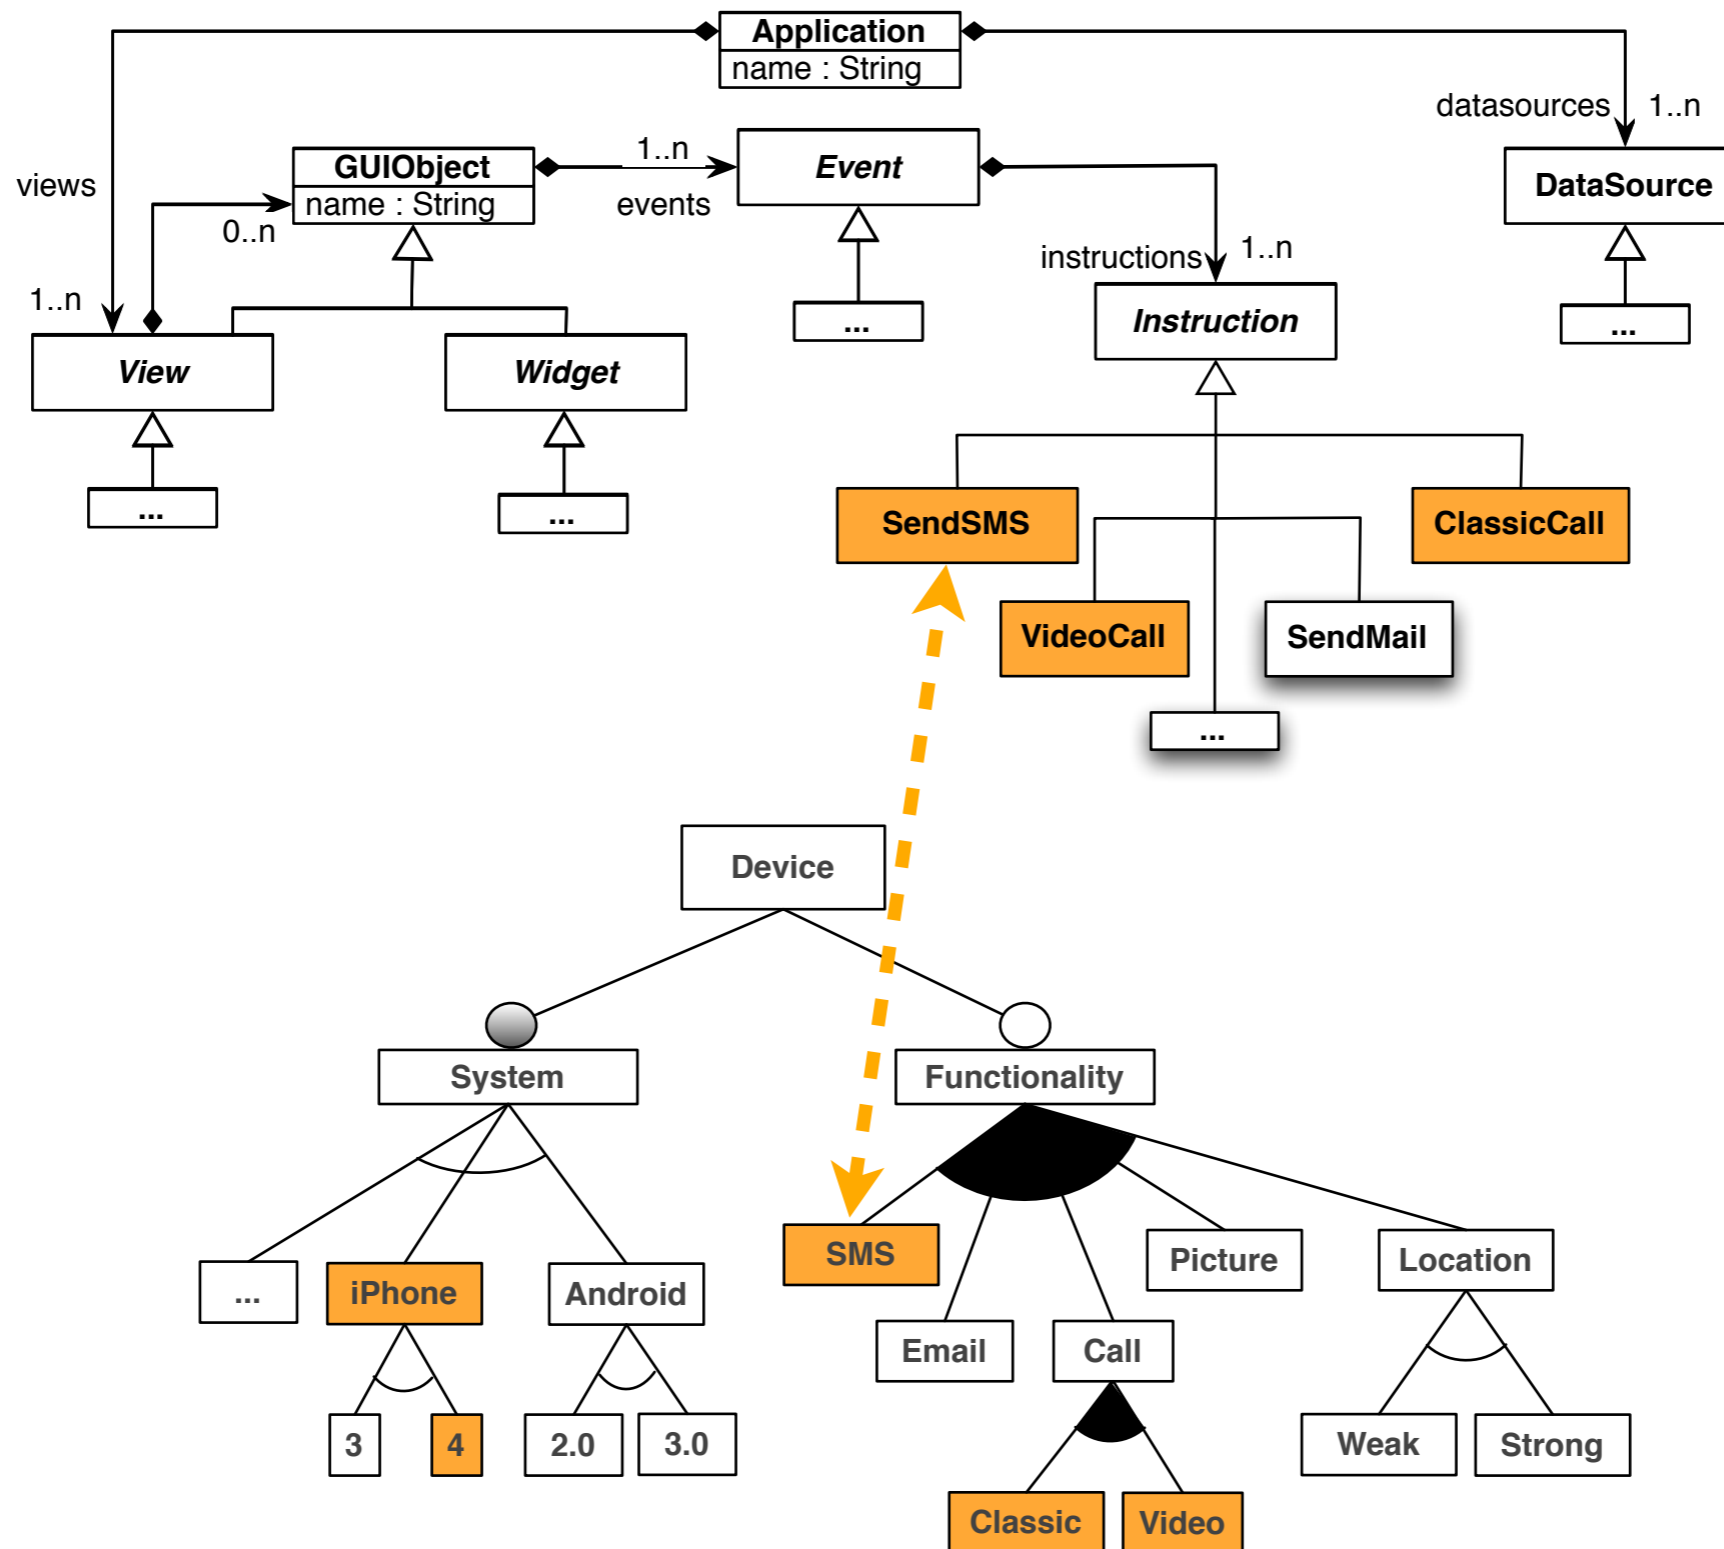 Application
name : String
datasources 1..n
views
GUIObject
name : String
0..n
1..n
events
Event
DataSource
instructions 1..n
1..n
...
Instruction
...
View
Widget
...
...
SendSMS
ClassicCall
VideoCall
SendMail
...
Device
System
Functionality
...
iPhone
Android
SMS
Email
Call
Picture
Location
3
4
2.0
3.0
Weak
Strong
Classic
Video